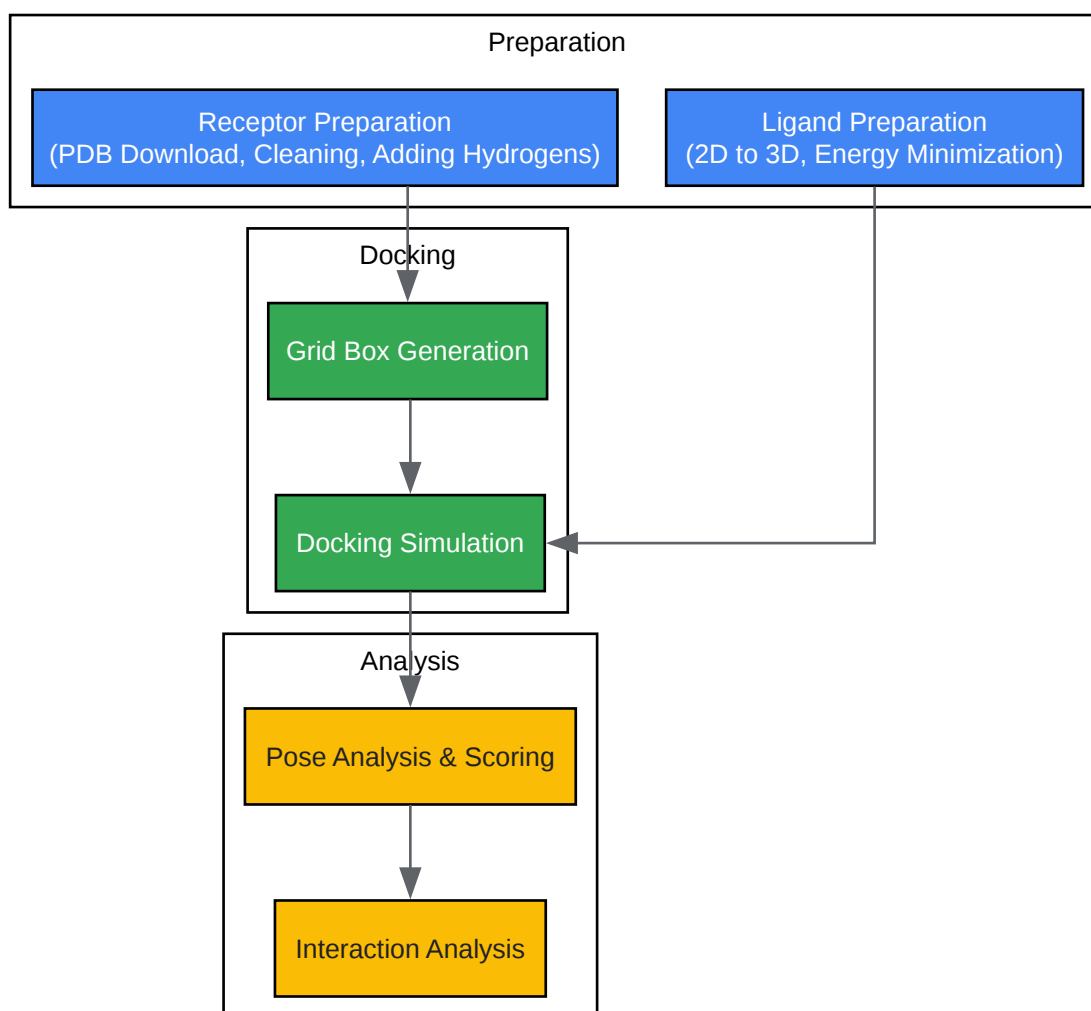 Preparation
Receptor Preparation
(PDB Download, Cleaning, Adding Hydrogens)
Ligand Preparation
(2D to 3D, Energy Minimization)
Docking
Grid Box Generation
Docking Simulation
Analysis
Pose Analysis & Scoring
Interaction Analysis